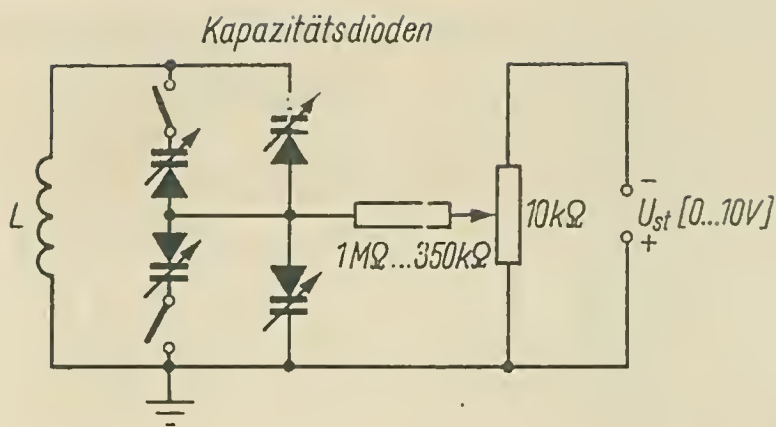 Kapazitätsdioden
L
1MΩ...350kΩ
10kΩ
−
U_st [0...10V]
+